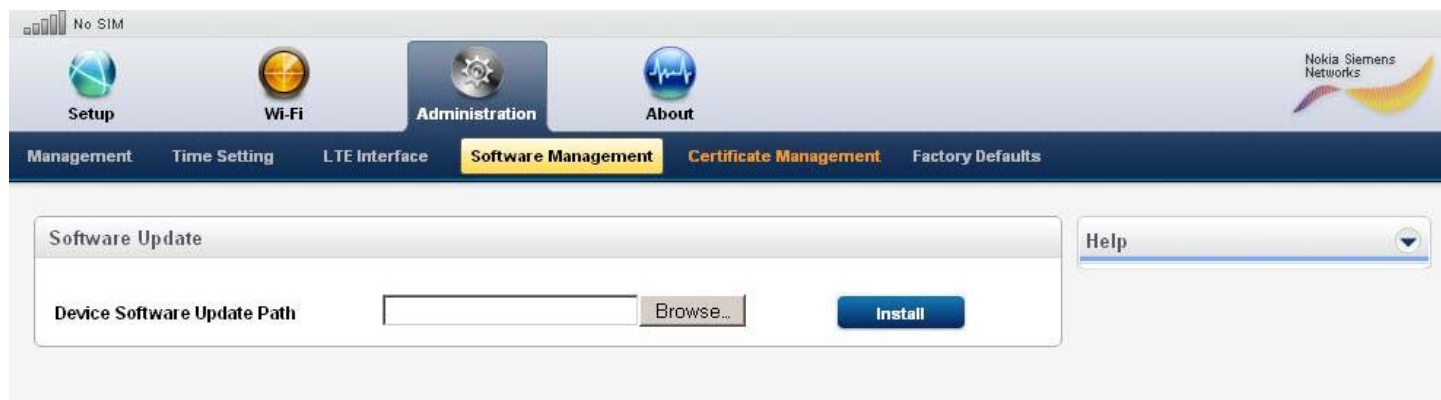 No SIM
Nokia Siemens
Networks
Setup Wi-Fi Administration About
Management Time Setting LTE Interface Software Management Certificate Management Factory Defaults
Software Update
Help
Device Software Update Path Browse... Install